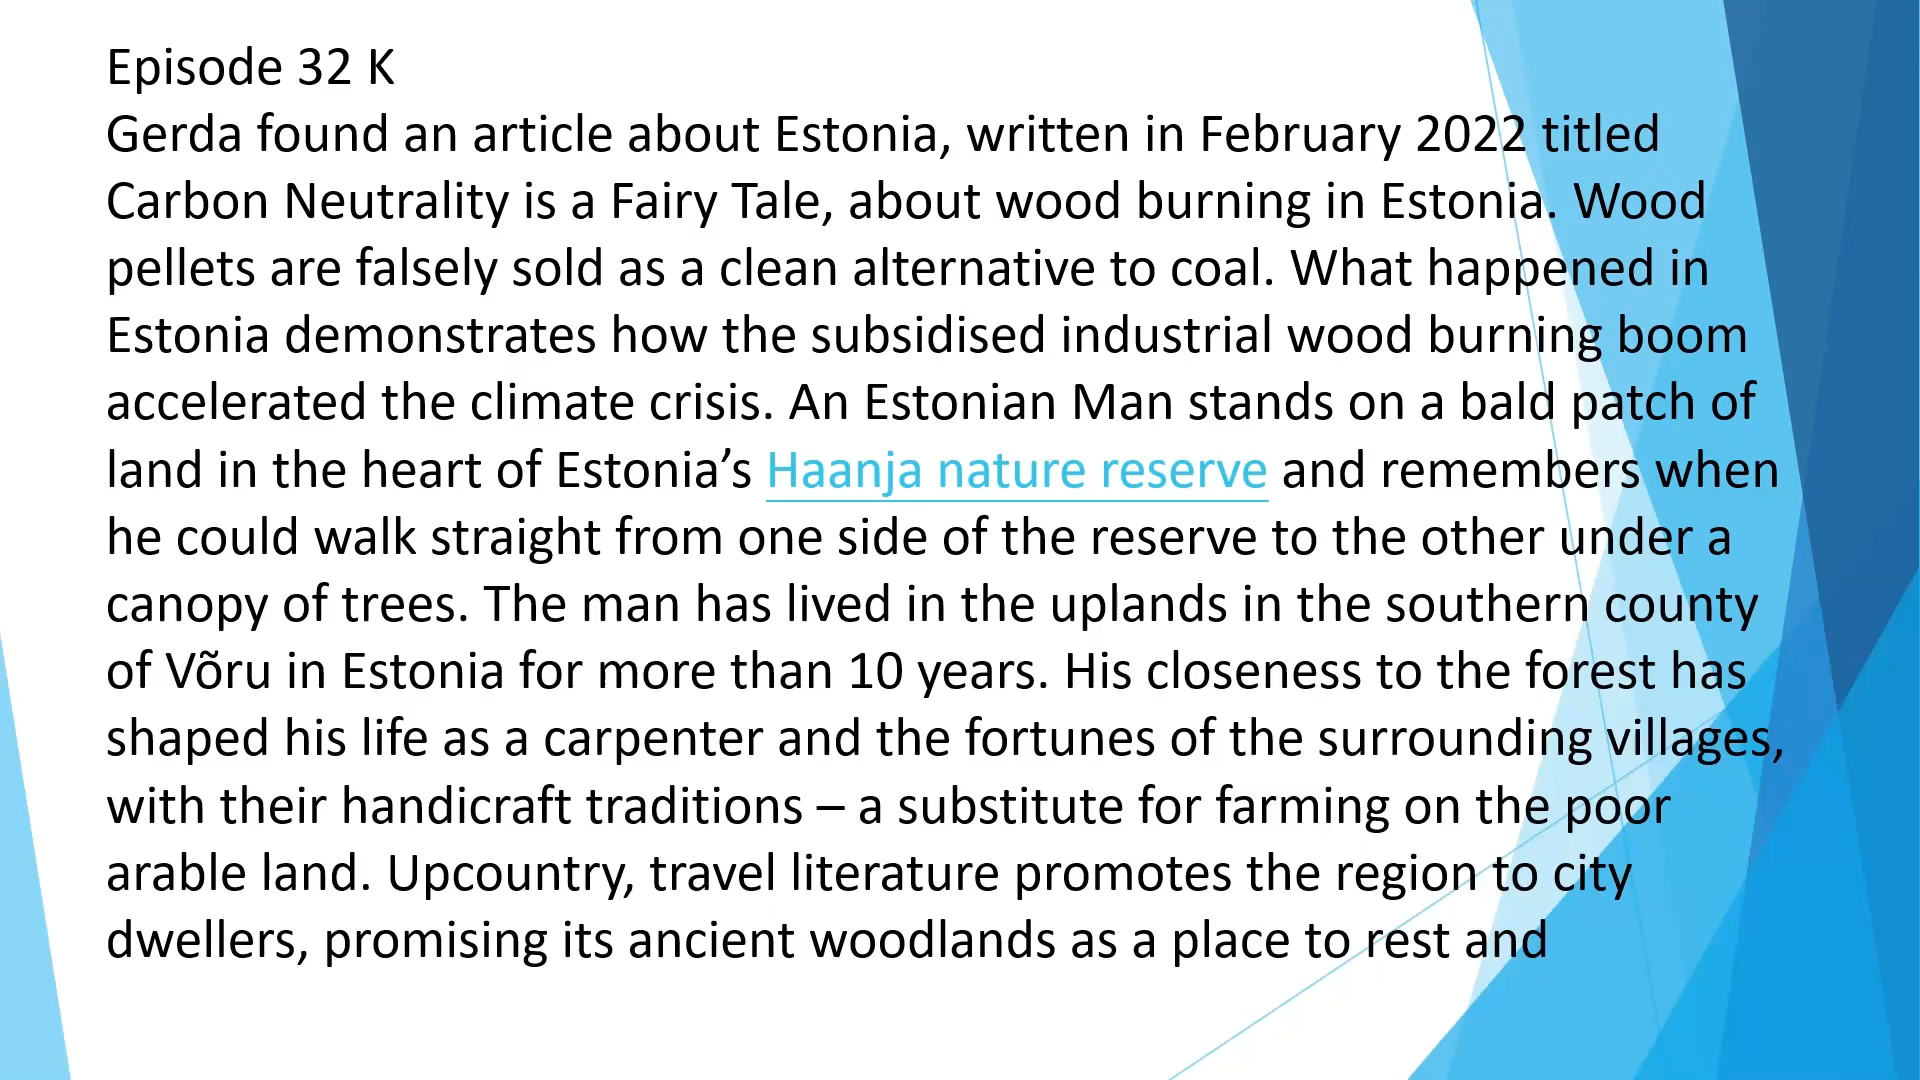 Episode 32 K
Gerda found an article about Estonia, written in February 2022 titled
Carbon Neutrality is a Fairy Tale, about wood burning in Estonia. Wood
pellets are falsely sold as a clean alternative to coal. What happened in
Estonia demonstrates how the subsidised industrial wood burning boom
accelerated the climate crisis. An Estonian Man stands on a bald patch of
land in the heart of Estonia’s Haanja nature reserve and remembers when
he could walk straight from one side of the reserve to the other under a
canopy of trees. The man has lived in the uplands in the southern county
of Võru in Estonia for more than 10 years. His closeness to the forest has
shaped his life as a carpenter and the fortunes of the surrounding villages,
with their handicraft traditions – a substitute for farming on the poor
arable land. Upcountry, travel literature promotes the region to city
dwellers, promising its ancient woodlands as a place to rest and